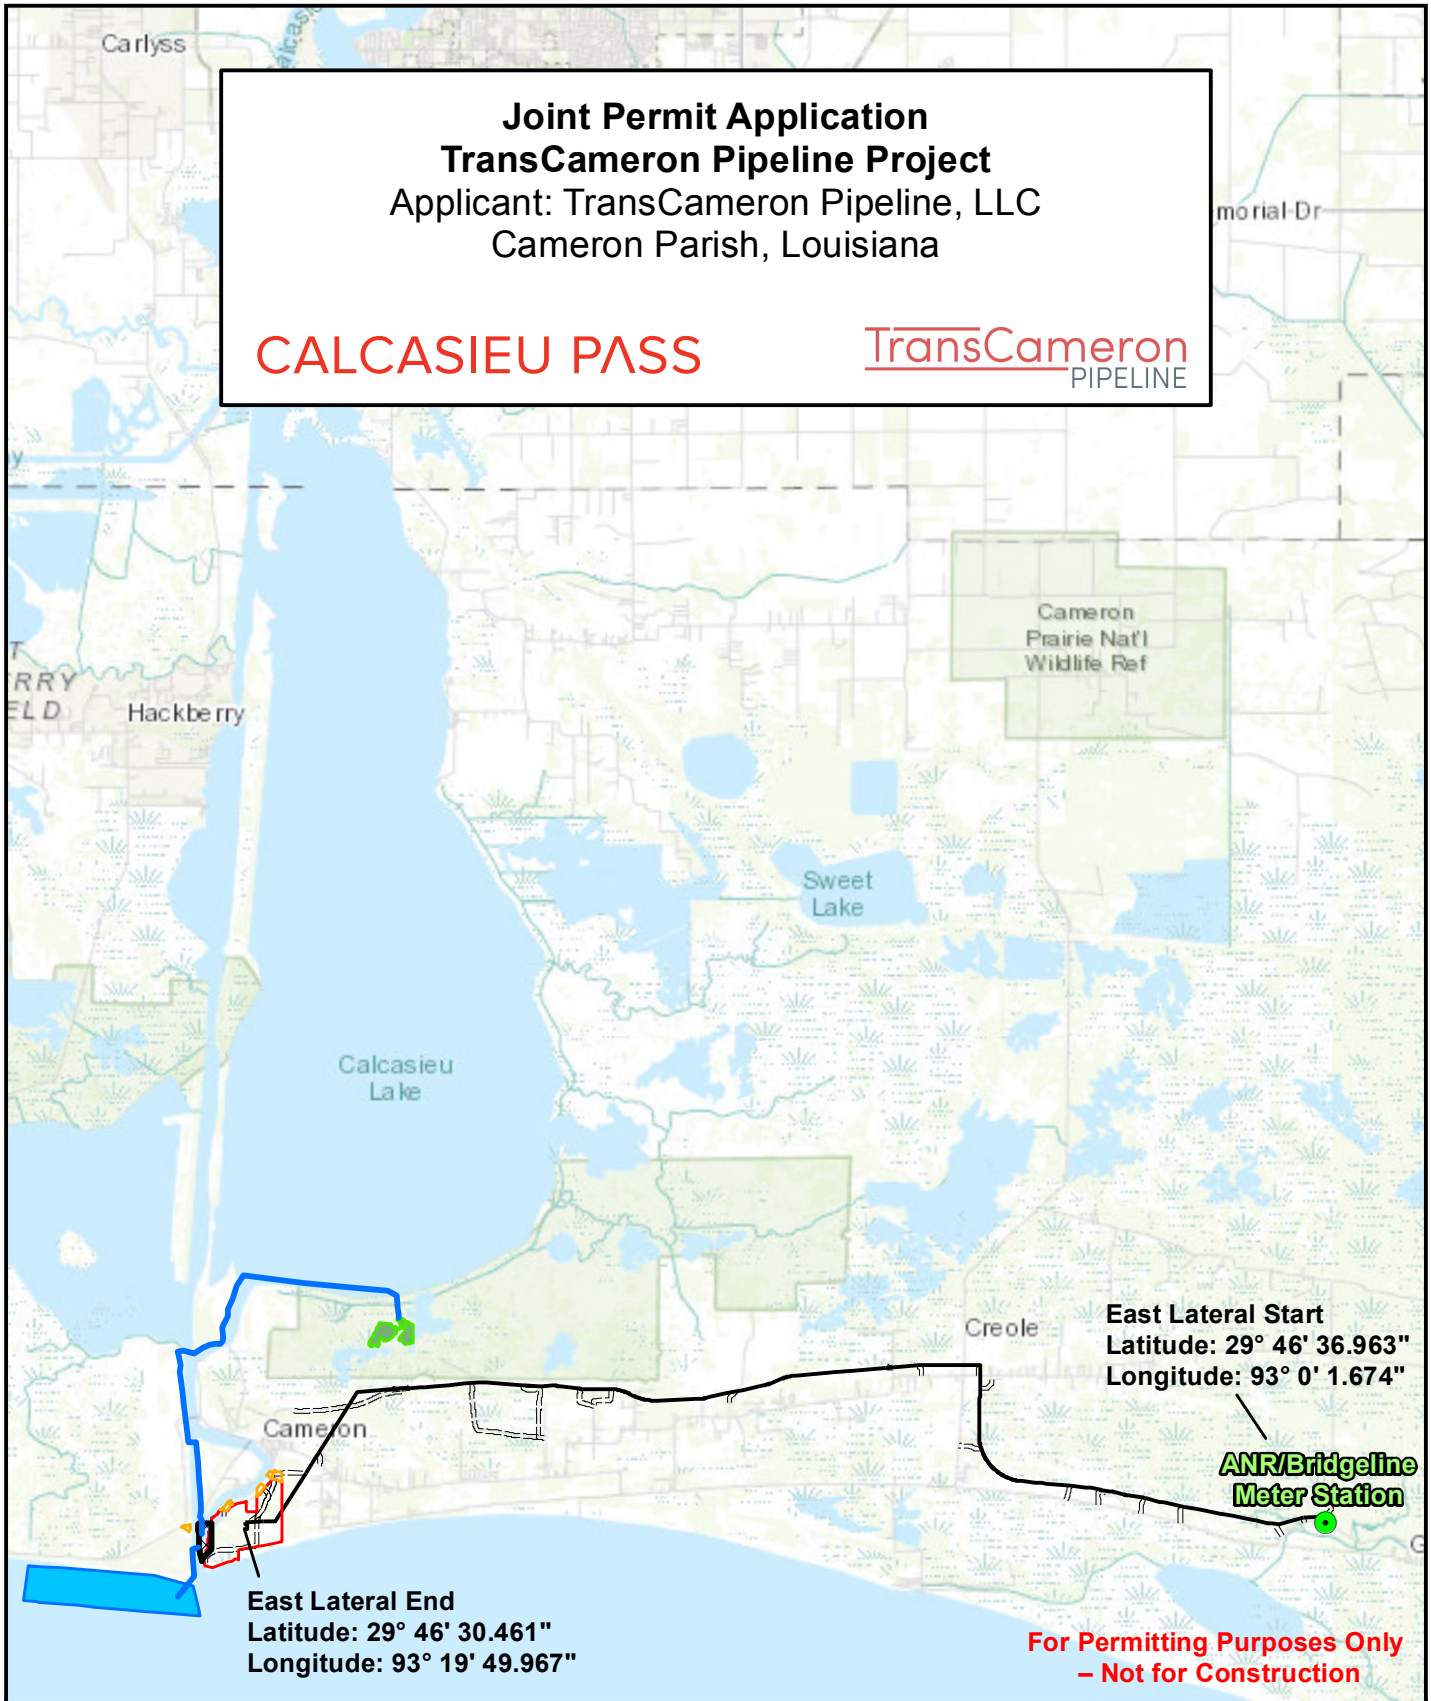 Carlyss
Joint Permit Application
TransCameron Pipeline Project
Applicant: TransCameron Pipeline, LLC
Cameron Parish, Louisiana
CALCASIEU PΛSS
TransCameron
PIPELINE
morial Dr
Cameron
Prairie Nat'l
Wildlife Ref
RRY
ELD
Hackberry
Sweet
Lake
Calcasieu
Lake
Creole
East Lateral Start
Latitude: 29° 46' 36.963"
Longitude: 93° 0' 1.674"
Cameron
ANR/Bridgeline
Meter Station
East Lateral End
Latitude: 29° 46' 30.461"
Longitude: 93° 19' 49.967"
For Permitting Purposes Only
– Not for Construction